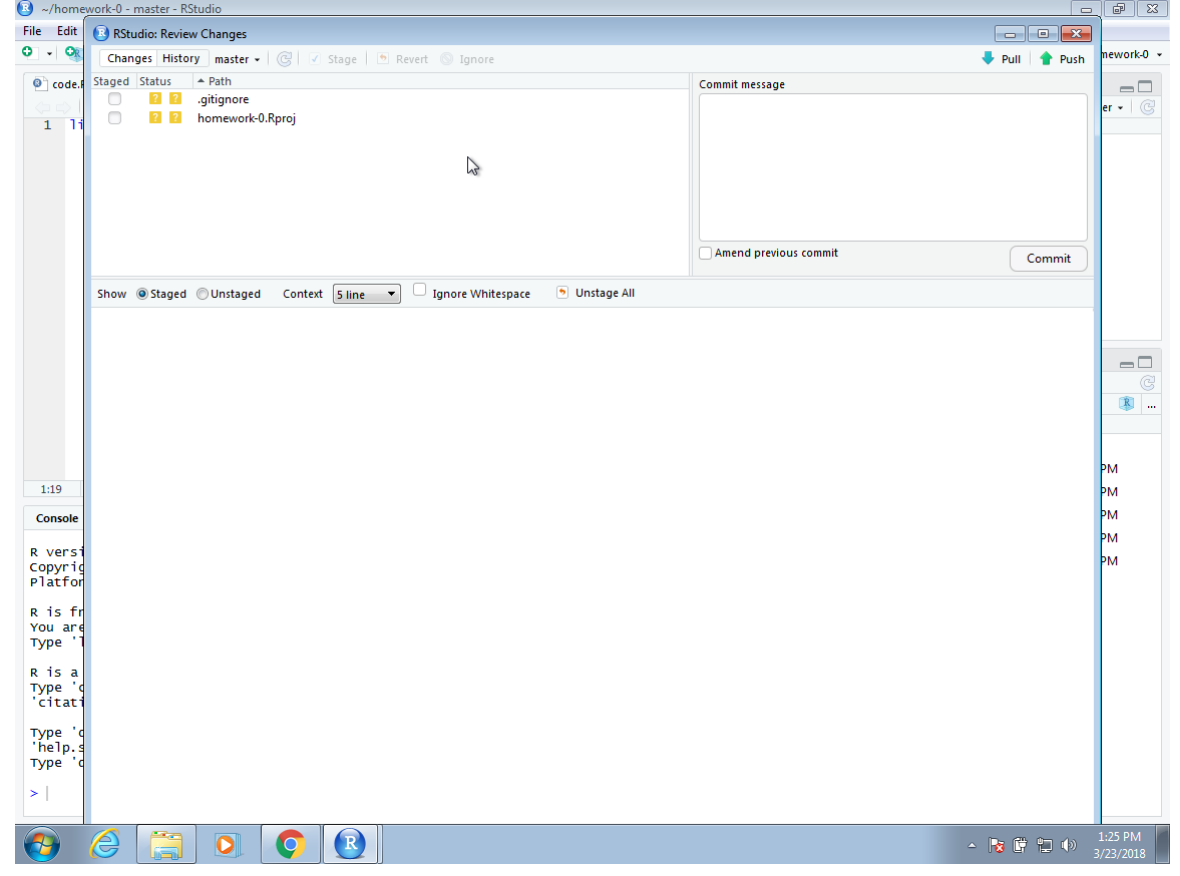 ~/homework-0 - master - RStudio
File Edit
RStudio: Review Changes
Changes History master Stage Revert Ignore Pull Push
mework-0
code.R
er
1 li
Staged Status Path
? ? .gitignore
? ? homework-0.Rproj
Commit message
Amend previous commit
Commit
Show Staged Unstaged Context 5 line Ignore Whitespace Unstage All
...
PM
PM
PM
PM
PM
1:19
Console
R versi
Copyrig
Platfor
R is fr
You are
Type 'l
R is a
Type 'c
'citati
Type 'd
'help.s
Type 'q
>
1:25 PM
3/23/2018